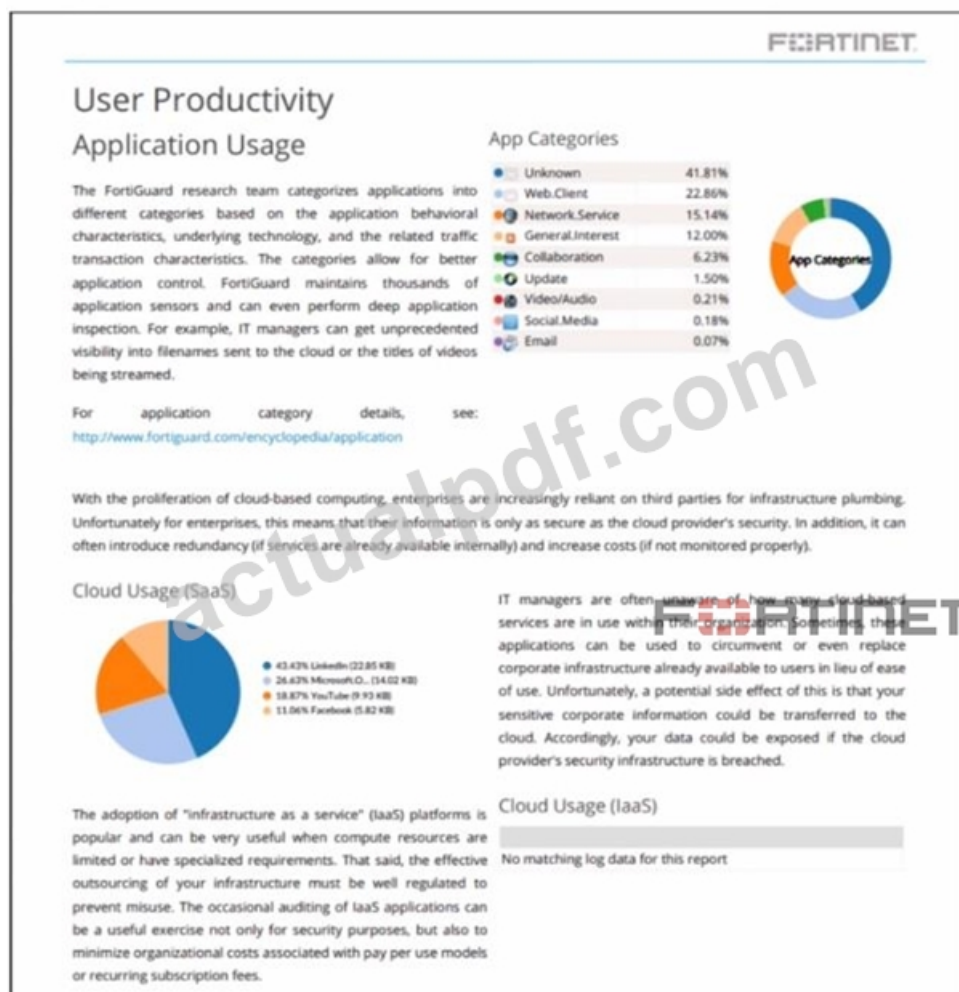 FORTINET
User Productivity
Application Usage
The FortiGuard research team categorizes applications into
different categories based on the application behavioral
characteristics, underlying technology, and the related traffic
transaction characteristics. The categories allow for better
application control. FortiGuard maintains thousands of
application sensors and can even perform deep application
inspection. For example, IT managers can get unprecedented
visibility into filenames sent to the cloud or the titles of videos
being streamed.
For application category details, see:
http://www.fortiguard.com/encyclopedia/application
App Categories
Unknown 41.81%
Web.Client 22.86%
Network.Service 15.14%
General.Interest 12.00%
Collaboration 6.23%
Update 1.50%
Video/Audio 0.21%
Social.Media 0.18%
Email 0.07%
App Categories
With the proliferation of cloud-based computing, enterprises are increasingly reliant on third parties for infrastructure plumbing.
Unfortunately for enterprises, this means that their information is only as secure as the cloud provider's security. In addition, it can
often introduce redundancy (if services are already available internally) and increase costs (if not monitored properly).
actualpdf.com
Cloud Usage (SaaS)
43.43% LinkedIn (22.85 KB)
26.63% Microsoft.O... (14.02 KB)
18.87% YouTube (9.93 KB)
11.06% Facebook (5.82 KB)
IT managers are often unaware of how many cloud-based
services are in use within their organization. Sometimes, these
applications can be used to circumvent or even replace
corporate infrastructure already available to users in lieu of ease
of use. Unfortunately, a potential side effect of this is that your
sensitive corporate information could be transferred to the
cloud. Accordingly, your data could be exposed if the cloud
provider's security infrastructure is breached.
FORTINET
The adoption of "infrastructure as a service" (IaaS) platforms is
popular and can be very useful when compute resources are
limited or have specialized requirements. That said, the effective
outsourcing of your infrastructure must be well regulated to
prevent misuse. The occasional auditing of IaaS applications can
be a useful exercise not only for security purposes, but also to
minimize organizational costs associated with pay per use models
or recurring subscription fees.
Cloud Usage (IaaS)
No matching log data for this report